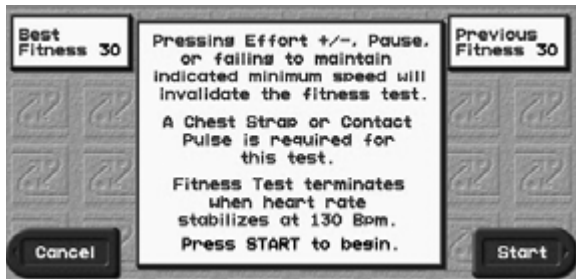 Best
Fitness 30
Pressing Effort +/-, Pause,
or failing to maintain
indicated minimum speed will
invalidate the fitness test.
A Chest Strap or Contact
Pulse is required for
this test.
Fitness Test terminates
when heart rate
stabilizes at 130 Bpm.
Press START to begin.
Previous
Fitness 30
Cancel
Start